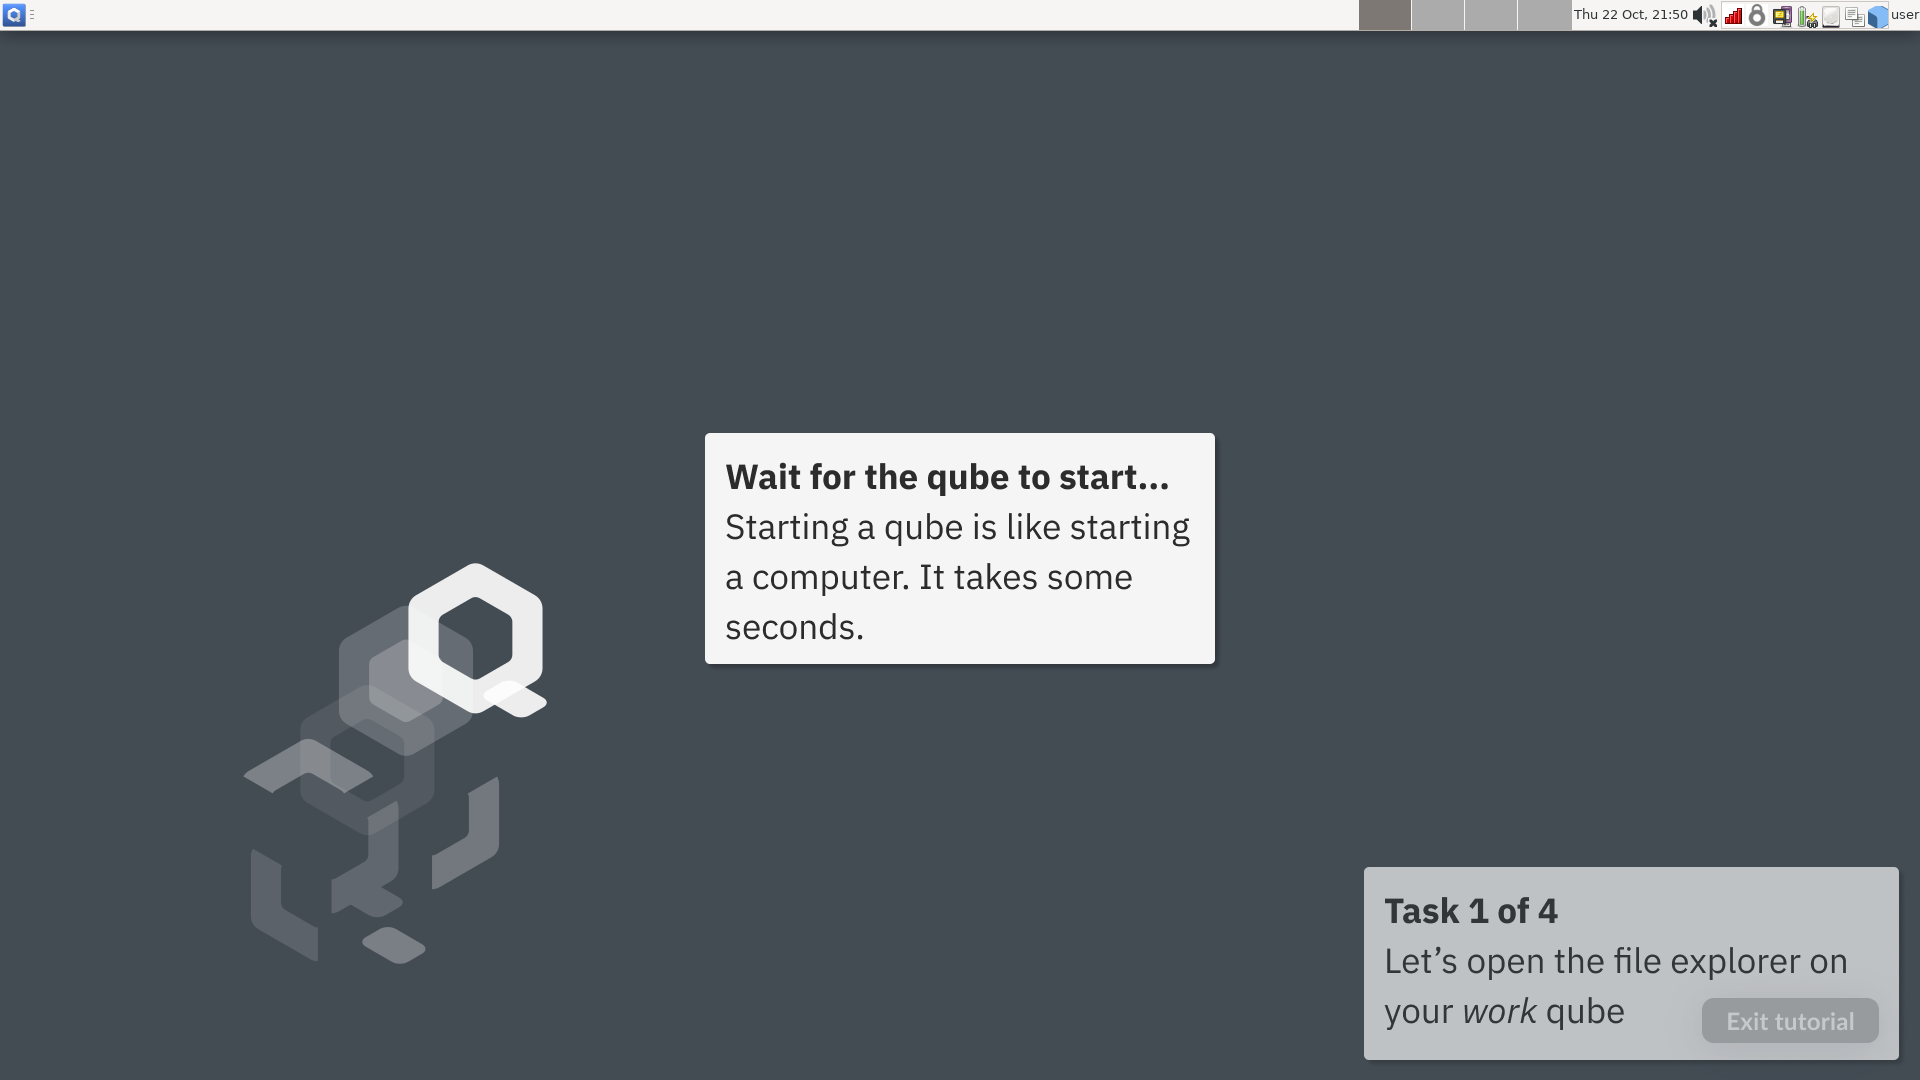 Thu 22 Oct, 21:50
user
Wait for the qube to start...
Starting a qube is like starting
a computer. It takes some
seconds.
Task 1 of 4
Let’s open the file explorer on
your work qube
Exit tutorial